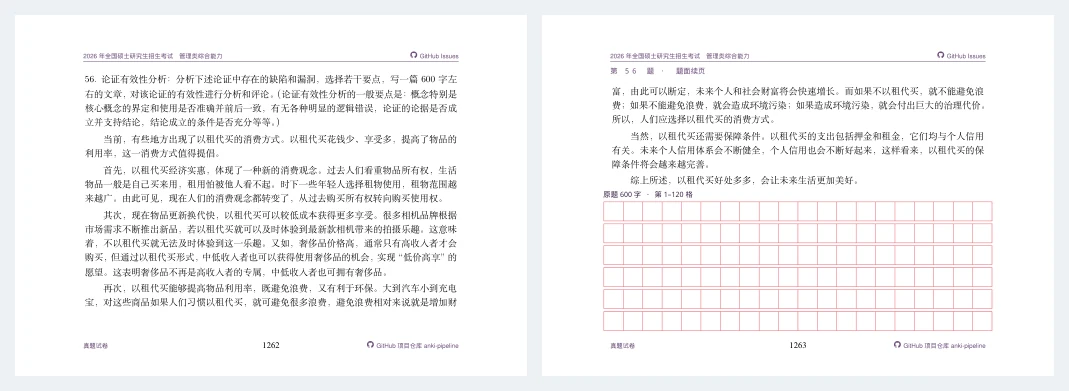 2026 年全国硕士研究生招生考试　管理类综合能力
GitHub Issues
56. 论证有效性分析：分析下述论证中存在的缺陷和漏洞，选择若干要点，写一篇 600 字左
右的文章，对该论证的有效性进行分析和评论。（论证有效性分析的一般要点是：概念特别是
核心概念的界定和使用是否准确并前后一致，有无各种明显的逻辑错误，论证的论据是否成
立并支持结论，结论成立的条件是否充分等等。）
当前，有些地方出现了以租代买的消费方式。以租代买花钱少、享受多，提高了物品的
利用率，这一消费方式值得提倡。
首先，以租代买经济实惠，体现了一种新的消费观念。过去人们看重物品所有权，生活
物品一般是自己买来用，租用怕被他人看不起。时下一些年轻人选择租物使用，租物范围越
来越广。由此可见，现在人们的消费观念都转变了，从过去购买所有权转向购买使用权。
其次，现在物品更新换代快，以租代买可以较低成本获得更多享受。很多相机品牌根据
市场需求不断推出新品，若以租代买就可以及时体验到最新款相机带来的拍摄乐趣。这意味
着，不以租代买就无法及时体验到这一乐趣。又如，奢侈品价格高，通常只有高收入者才会
购买，但通过以租代买形式，中低收入者也可以获得使用奢侈品的机会，实现“低价高享”的
愿望。这表明奢侈品不再是高收入者的专属，中低收入者也可拥有奢侈品。
再次，以租代买能够提高物品利用率，既避免浪费，又有利于环保。大到汽车小到充电
宝，对这些商品如果人们习惯以租代买，就可避免很多浪费，避免浪费相对来说就是增加财
真题试卷
1262
GitHub 项目仓库 anki-pipeline
2026 年全国硕士研究生招生考试　管理类综合能力
GitHub Issues
第 56 题 · 题面续页
富，由此可以断定，未来个人和社会财富将会快速增长。而如果不以租代买，就不能避免浪
费；如果不能避免浪费，就会造成环境污染；如果造成环境污染，就会付出巨大的治理代价。
所以，人们应选择以租代买的消费方式。
当然，以租代买还需要保障条件。以租代买的支出包括押金和租金，它们均与个人信用
有关。未来个人信用体系会不断健全，个人信用也会不断好起来，这样看来，以租代买的保
障条件将会越来越完善。
综上所述，以租代买好处多多，会让未来生活更加美好。
原题 600 字 · 第 1–120 格
真题试卷
1263
GitHub 项目仓库 anki-pipeline